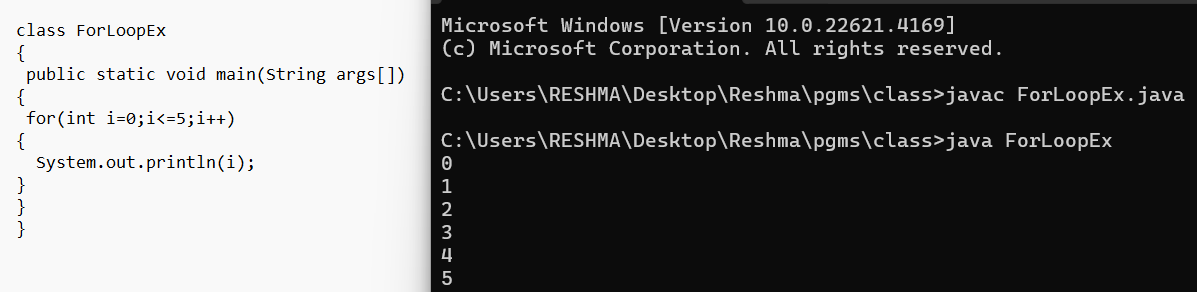 class ForLoopEx
{
public static void main(String args[])
{
for(int i=0;i<=5;i++)
{
System.out.println(i);
}
}
}
Microsoft Windows [Version 10.0.22621.4169]
(c) Microsoft Corporation. All rights reserved.
C:\Users\RESHMA\Desktop\Reshma\pgms\class>javac ForLoopEx.java
C:\Users\RESHMA\Desktop\Reshma\pgms\class>java ForLoopEx
0
1
2
3
4
5